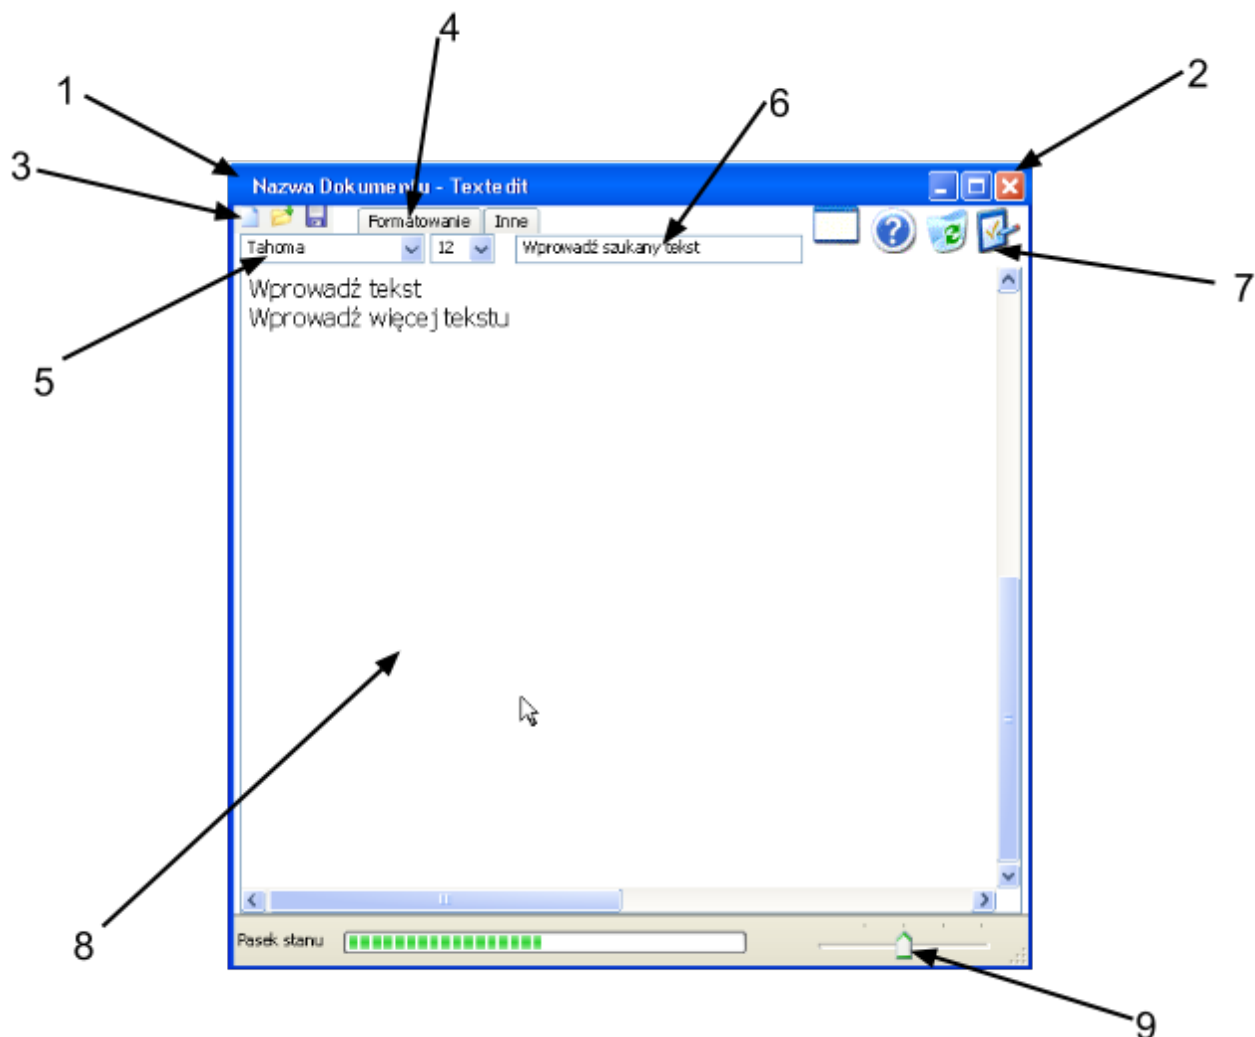 4
1
2
6
3
Nazwa Dokumentu - Textedit
Formatowanie Inne
Tahoma 12 Wprowadź szukany tekst
7
Wprowadź tekst
Wprowadź więcej tekstu
5
8
Pasek stanu
9